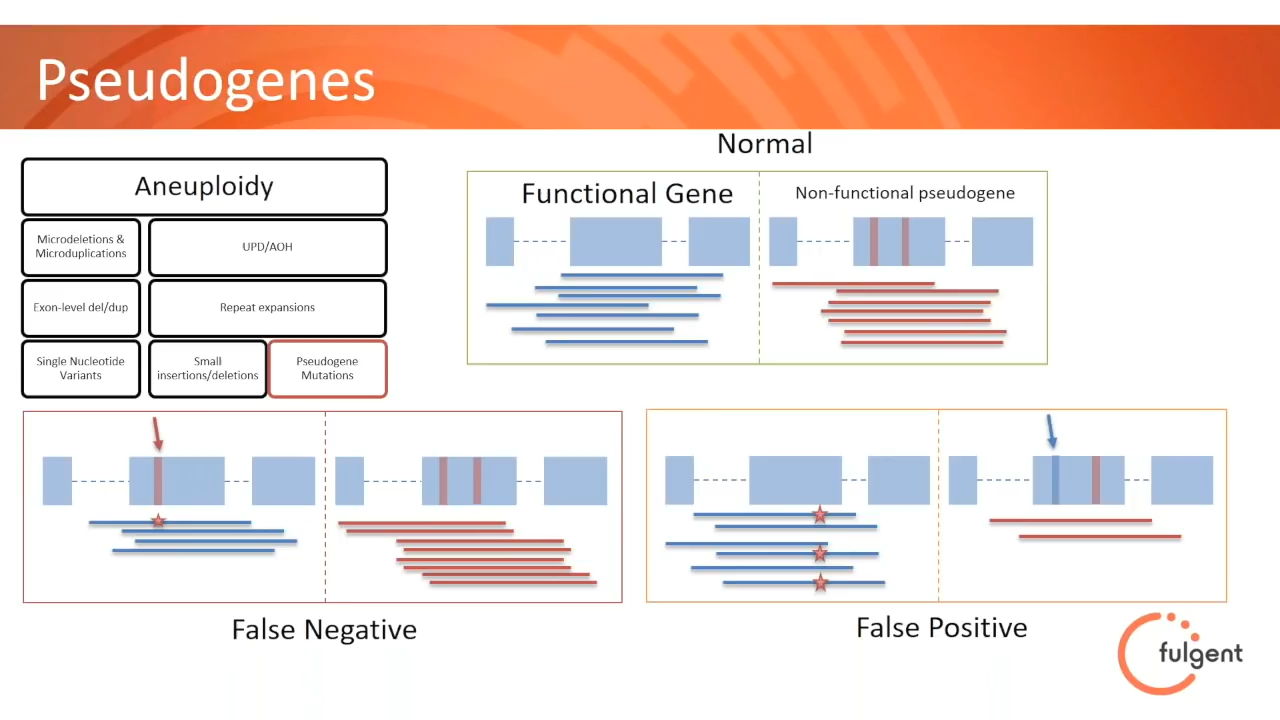 Pseudogenes
Aneuploidy
Microdeletions &
Microduplications
UPD/AOH
Exon-level del/dup
Repeat expansions
Single Nucleotide
Variants
Small
insertions/deletions
Pseudogene
Mutations
Normal
Functional Gene
Non-functional pseudogene
False Negative
False Positive
fulgent